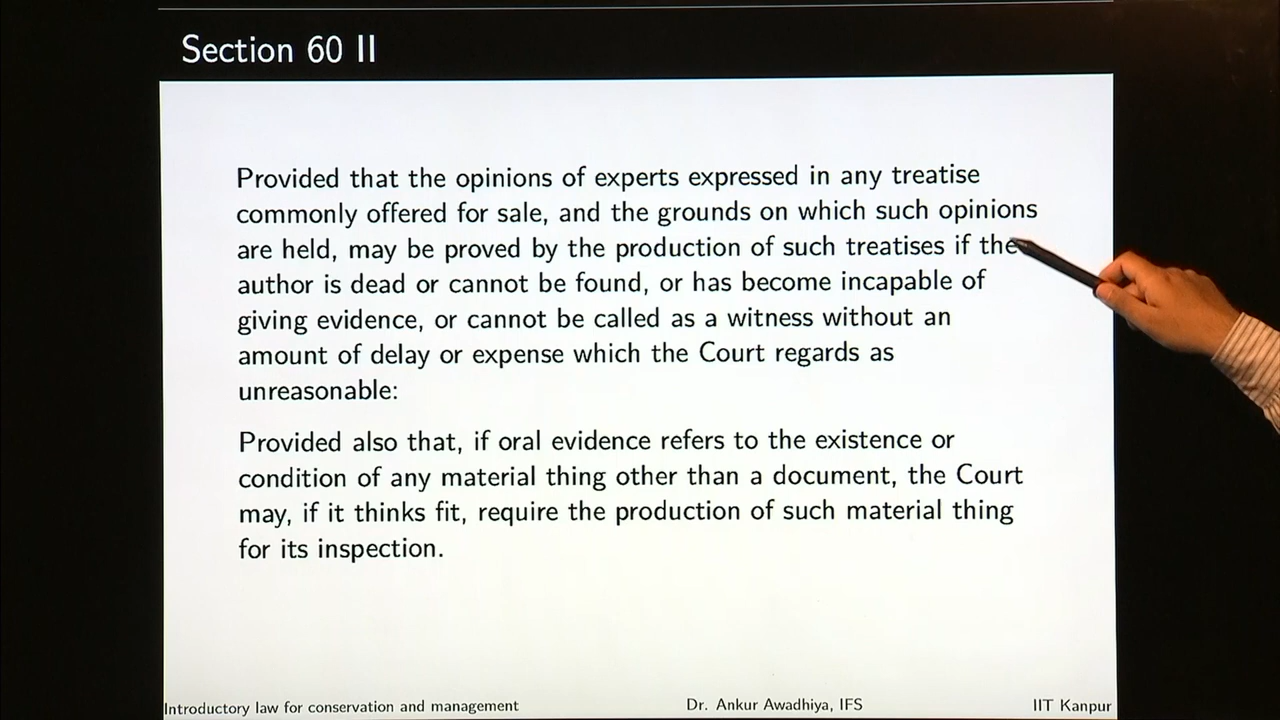 Section 60 II
Provided that the opinions of experts expressed in any treatise
commonly offered for sale, and the grounds on which such opinions
are held, may be proved by the production of such treatises if the
author is dead or cannot be found, or has become incapable of
giving evidence, or cannot be called as a witness without an
amount of delay or expense which the Court regards as
unreasonable:
Provided also that, if oral evidence refers to the existence or
condition of any material thing other than a document, the Court
may, if it thinks fit, require the production of such material thing
for its inspection.
Introductory law for conservation and management Dr. Ankur Awadhiya, IFS IIT Kanpur